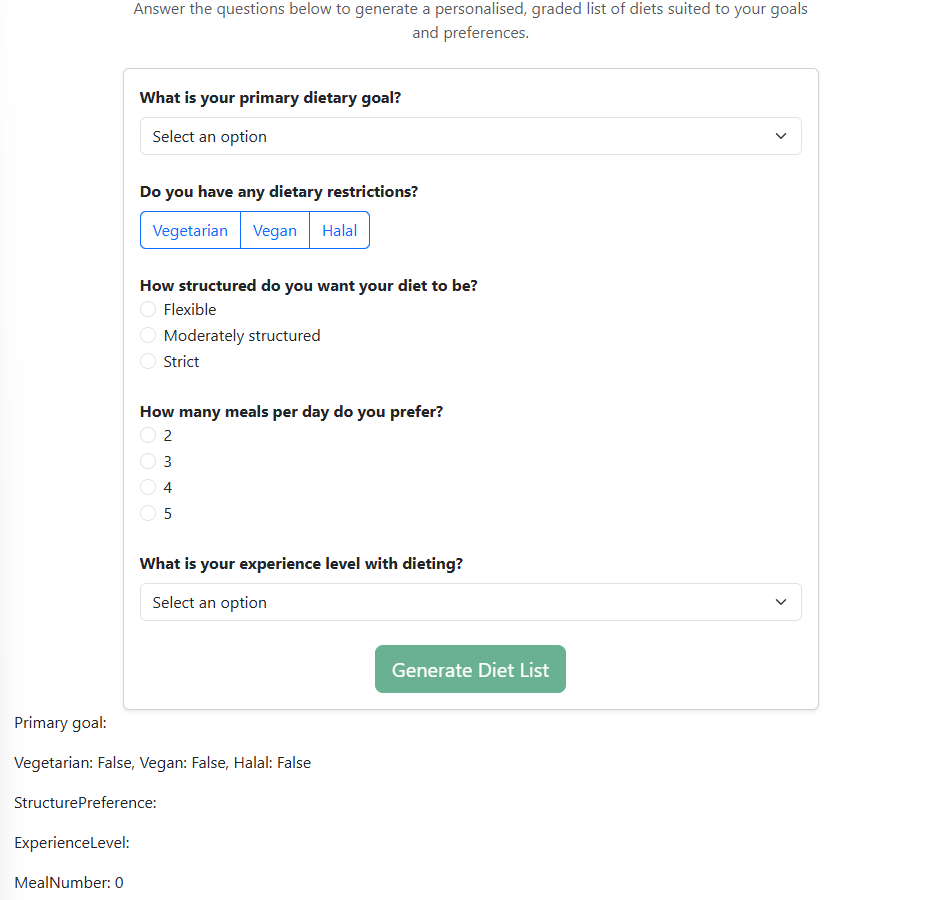 Answer the questions below to generate a personalised, graded list of diets suited to your goals
and preferences.
What is your primary dietary goal?
Select an option
Do you have any dietary restrictions?
Vegetarian Vegan Halal
How structured do you want your diet to be?
Flexible
Moderately structured
Strict
How many meals per day do you prefer?
2
3
4
5
What is your experience level with dieting?
Select an option
Generate Diet List
Primary goal:
Vegetarian: False, Vegan: False, Halal: False
StructurePreference:
ExperienceLevel:
MealNumber: 0